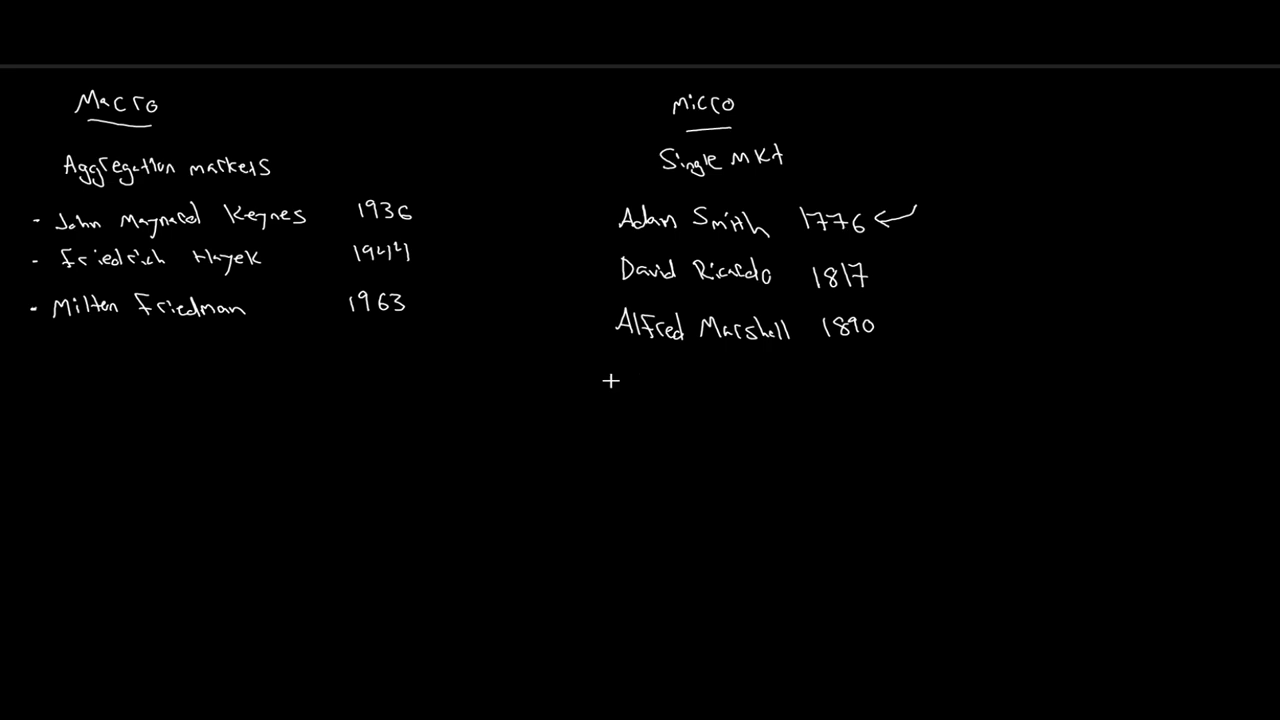 Macro
Aggregation markets
- John Maynard Keynes 1936
- Friedrich Hayek 1944
- Milton Friedman 1963
Micro
Single Mkt
Adam Smith 1776
David Ricardo 1817
Alfred Marshall 1890